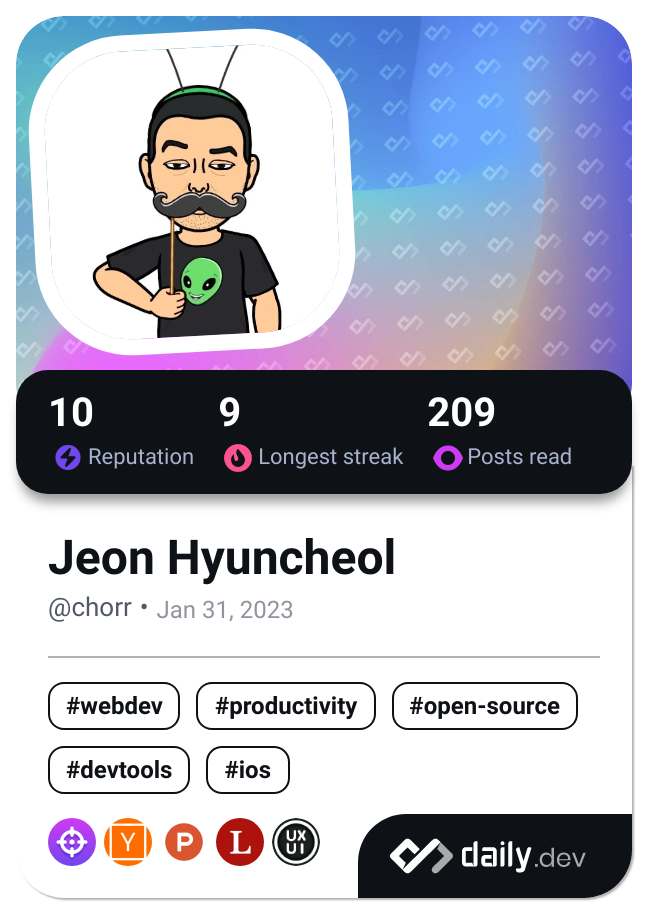 10 9 209
Reputation Longest streak Posts read
Jeon Hyuncheol
@chorr • Jan 31, 2023
#webdev #productivity #open-source
#devtools #ios
Y P L UX UI
daily.dev